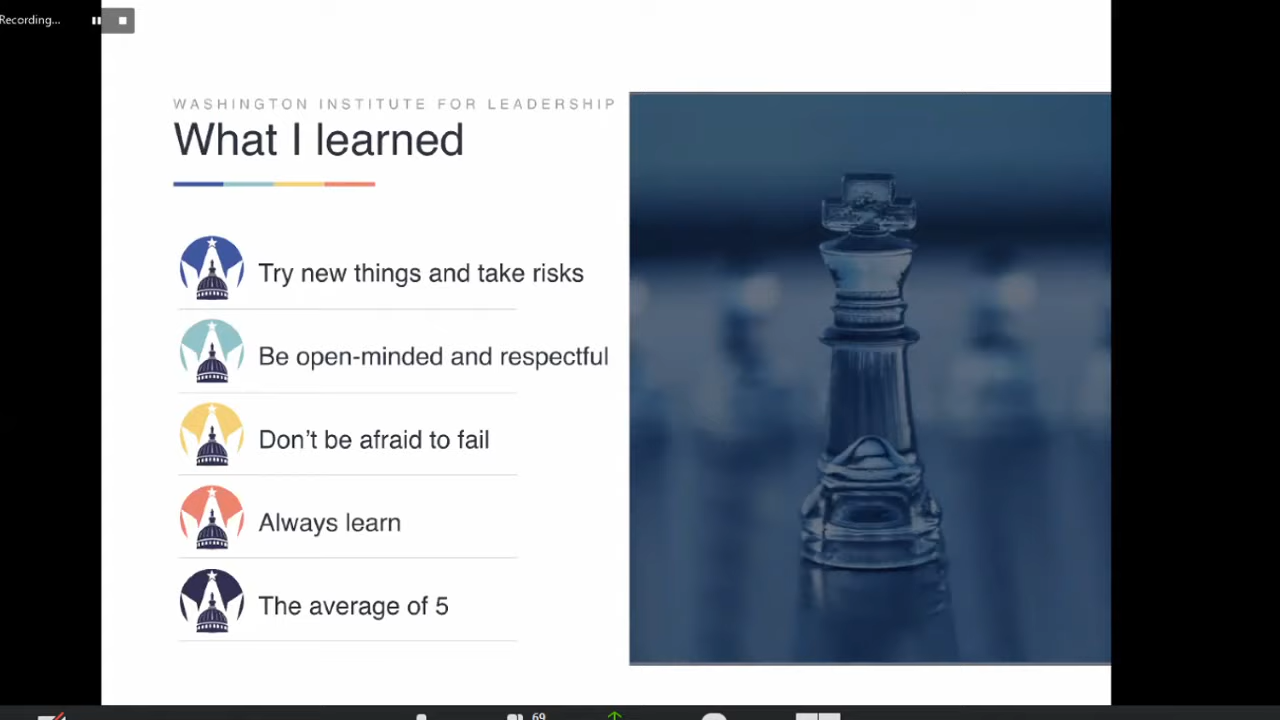 Recording...
WASHINGTON INSTITUTE FOR LEADERSHIP
What I learned
Try new things and take risks
Be open-minded and respectful
Don't be afraid to fail
Always learn
The average of 5
69